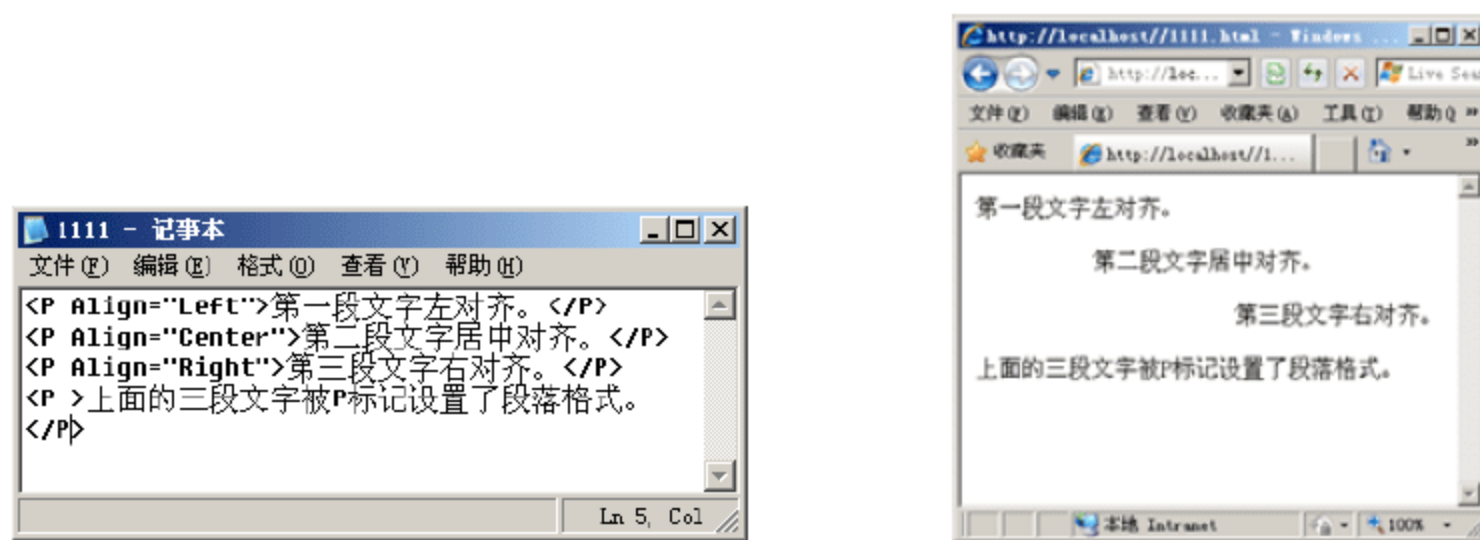 1111 - 记事本
文件(F) 编辑(E) 格式(O) 查看(V) 帮助(H)
<P Align="Left">第一段文字左对齐。</P>
<P Align="Center">第二段文字居中对齐。</P>
<P Align="Right">第三段文字右对齐。</P>
<P >上面的三段文字被P标记设置了段落格式。
</P>
Ln 5, Col
http://localhost//1111.html - Windows ...
http://loc... Live Sea
文件(F) 编辑(E) 查看(V) 收藏夹(A) 工具(T) 帮助(
收藏夹 http://localhost//1...
第一段文字左对齐。
第二段文字居中对齐。
第三段文字右对齐。
上面的三段文字被P标记设置了段落格式。
本地 Intranet 100%